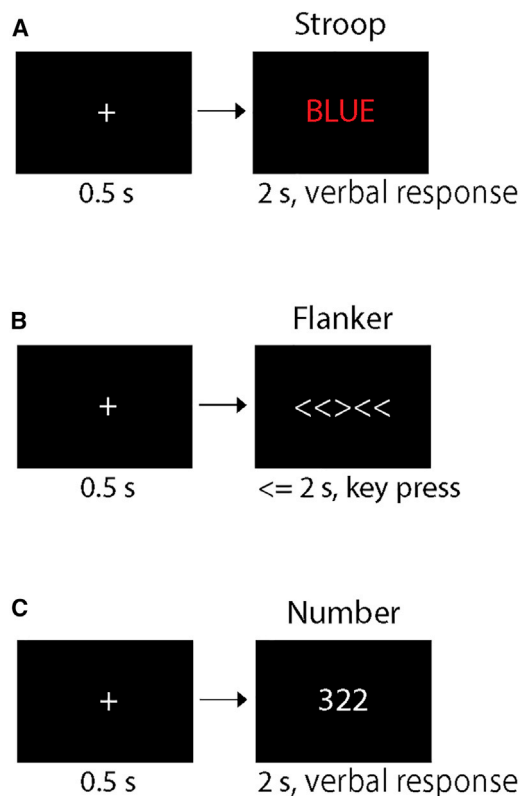 A
Stroop
+
BLUE
0.5 s
2 s, verbal response
B
Flanker
+
<<><<
0.5 s
<= 2 s, key press
C
Number
+
322
0.5 s
2 s, verbal response